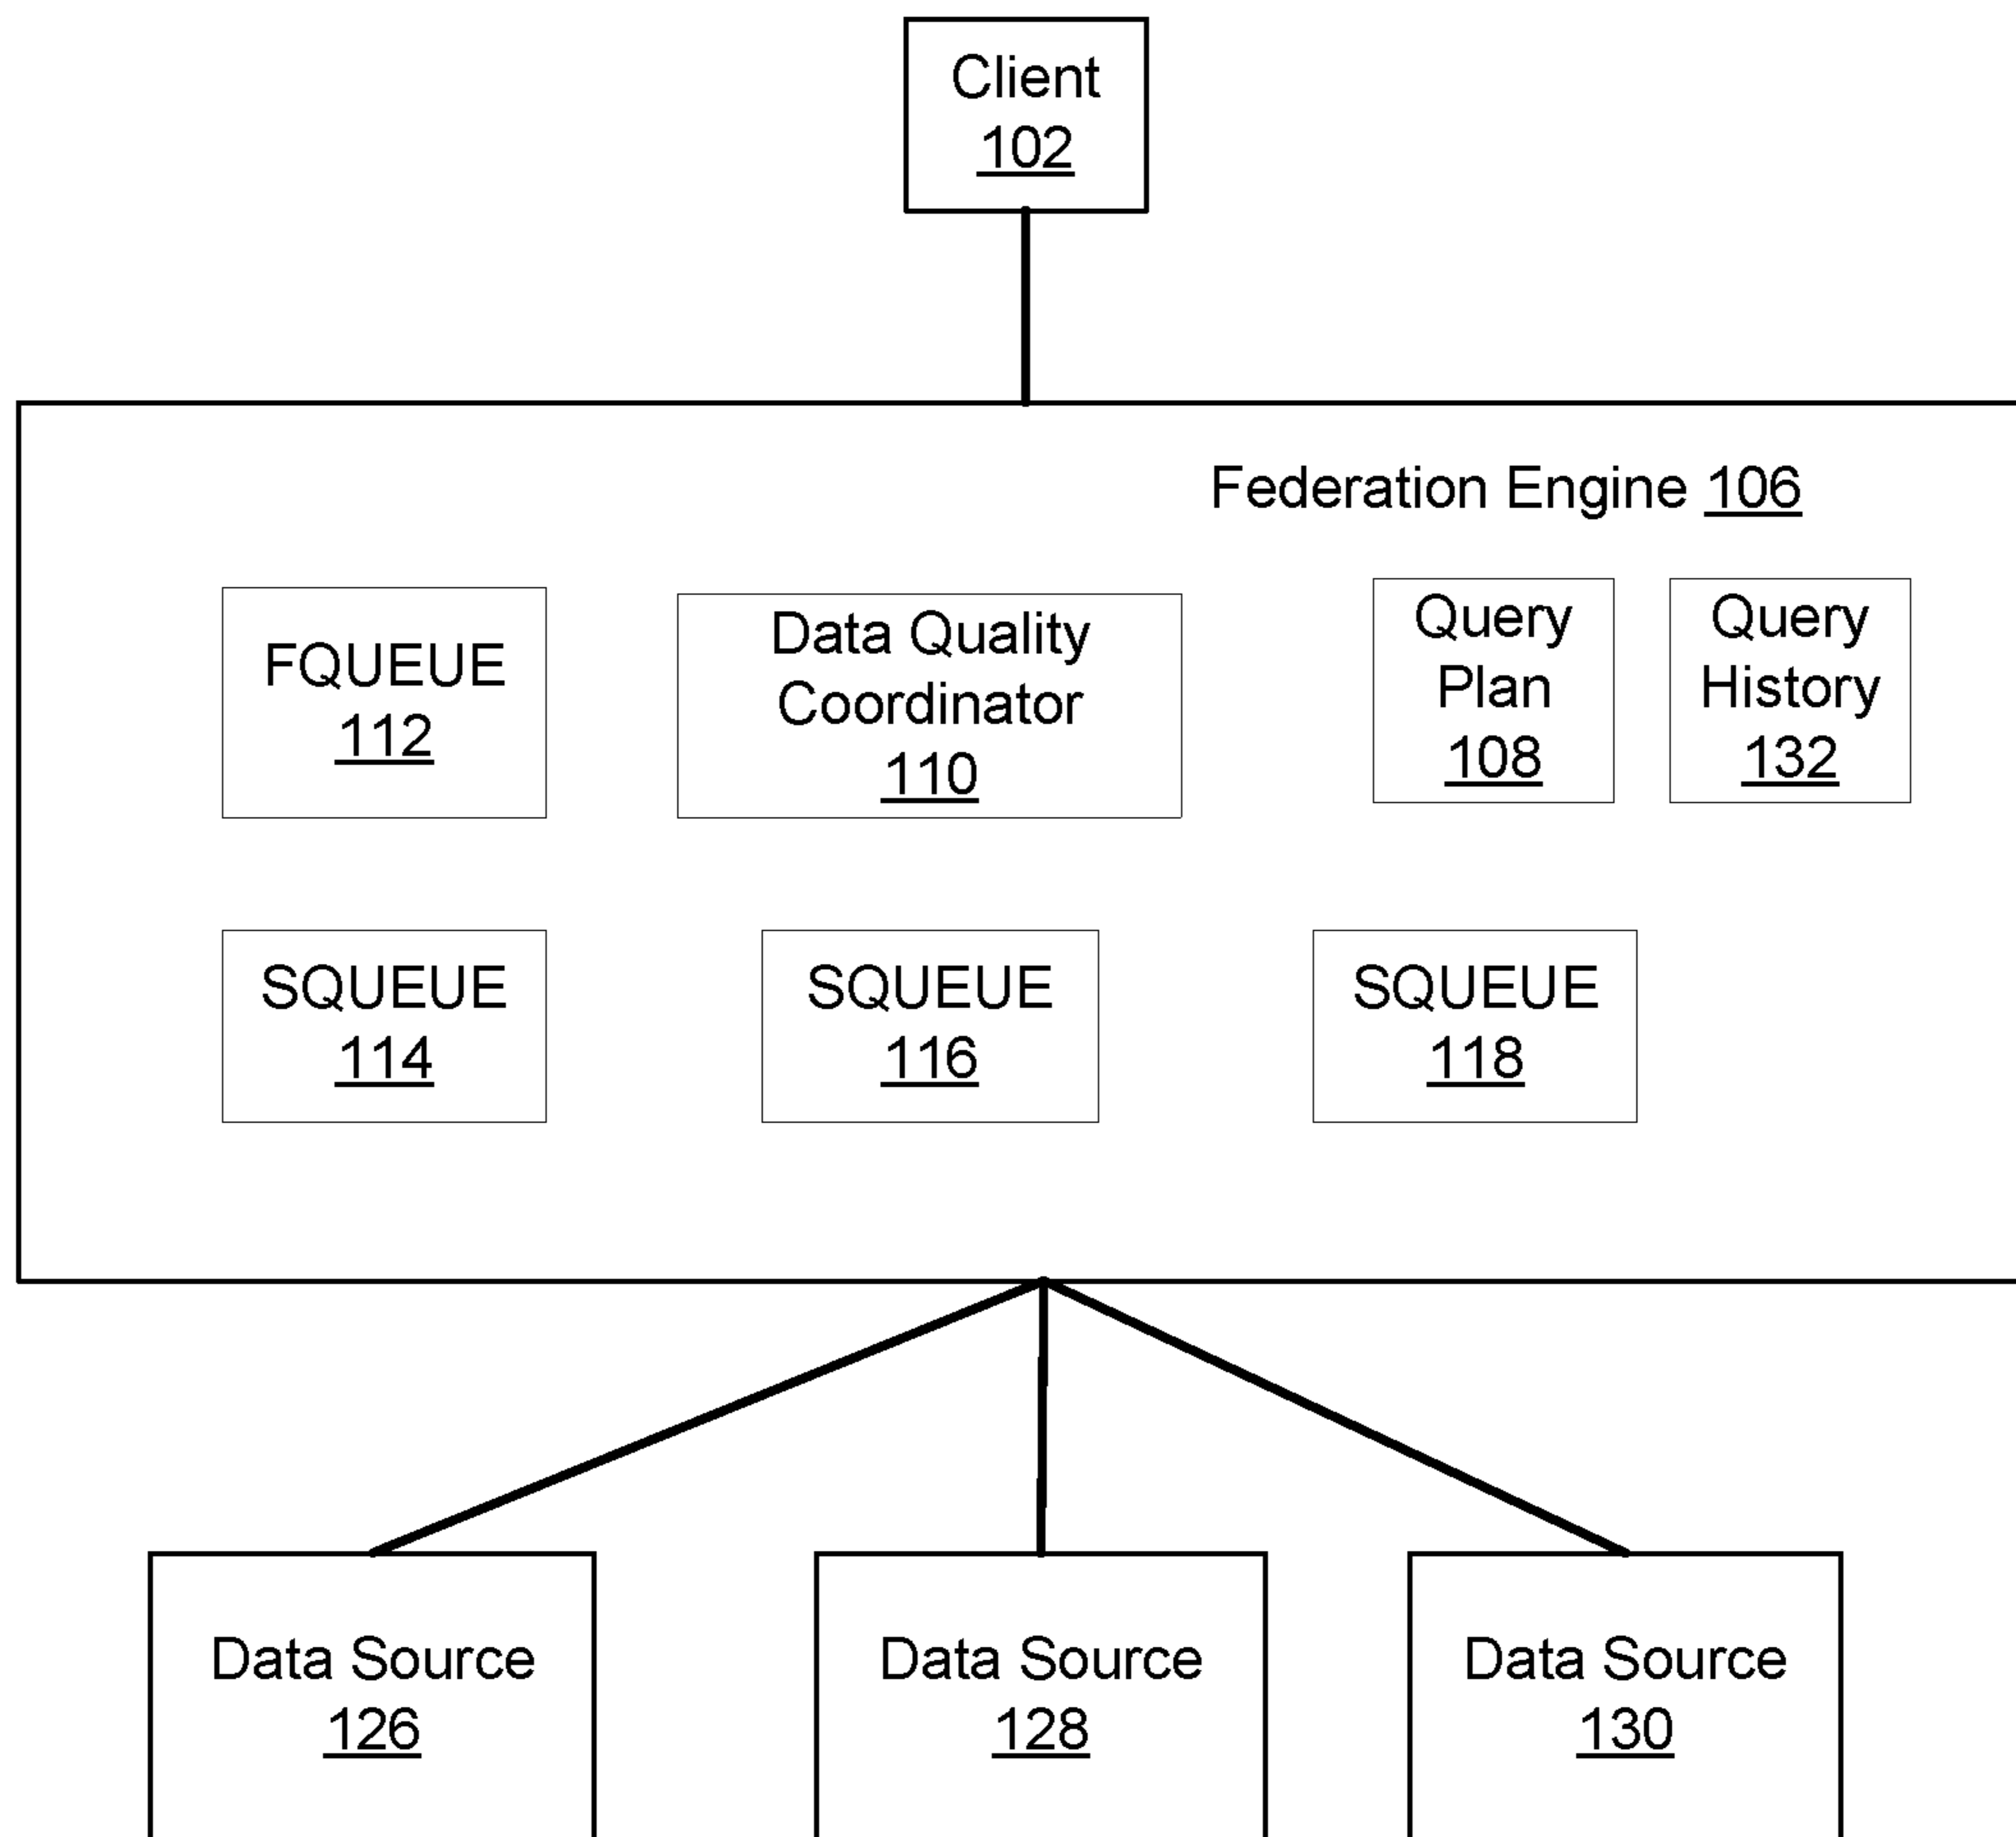 Client
102
Federation Engine 106
FQUEUE
112
Data Quality
Coordinator
110
Query
Plan
108
Query
History
132
SQUEUE
114
SQUEUE
116
SQUEUE
118
Data Source
126
Data Source
128
Data Source
130